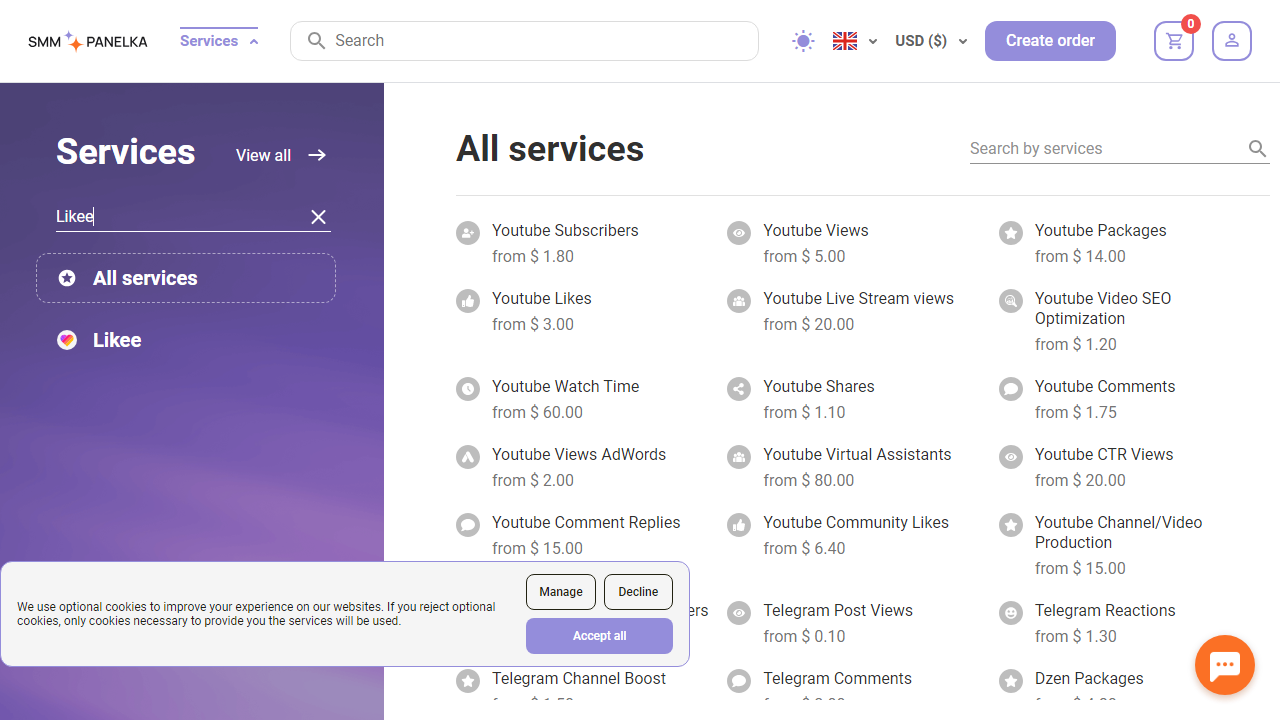 SMM PANELKA
Services
Search
USD ($)
Create order
0
Services
View all
Likee
All services
Likee
All services
Search by services
Youtube Subscribers
from $ 1.80
Youtube Views
from $ 5.00
Youtube Packages
from $ 14.00
Youtube Likes
from $ 3.00
Youtube Live Stream views
from $ 20.00
Youtube Video SEO
Optimization
from $ 1.20
Youtube Watch Time
from $ 60.00
Youtube Shares
from $ 1.10
Youtube Comments
from $ 1.75
Youtube Views AdWords
from $ 2.00
Youtube Virtual Assistants
from $ 80.00
Youtube CTR Views
from $ 20.00
Youtube Comment Replies
from $ 15.00
Youtube Community Likes
from $ 6.40
Youtube Channel/Video
Production
from $ 15.00
Telegram Post Views
from $ 0.10
Telegram Reactions
from $ 1.30
Telegram Channel Boost
Telegram Comments
Dzen Packages
We use optional cookies to improve your experience on our websites. If you reject optional
cookies, only cookies necessary to provide you the services will be used.
Manage
Decline
Accept all